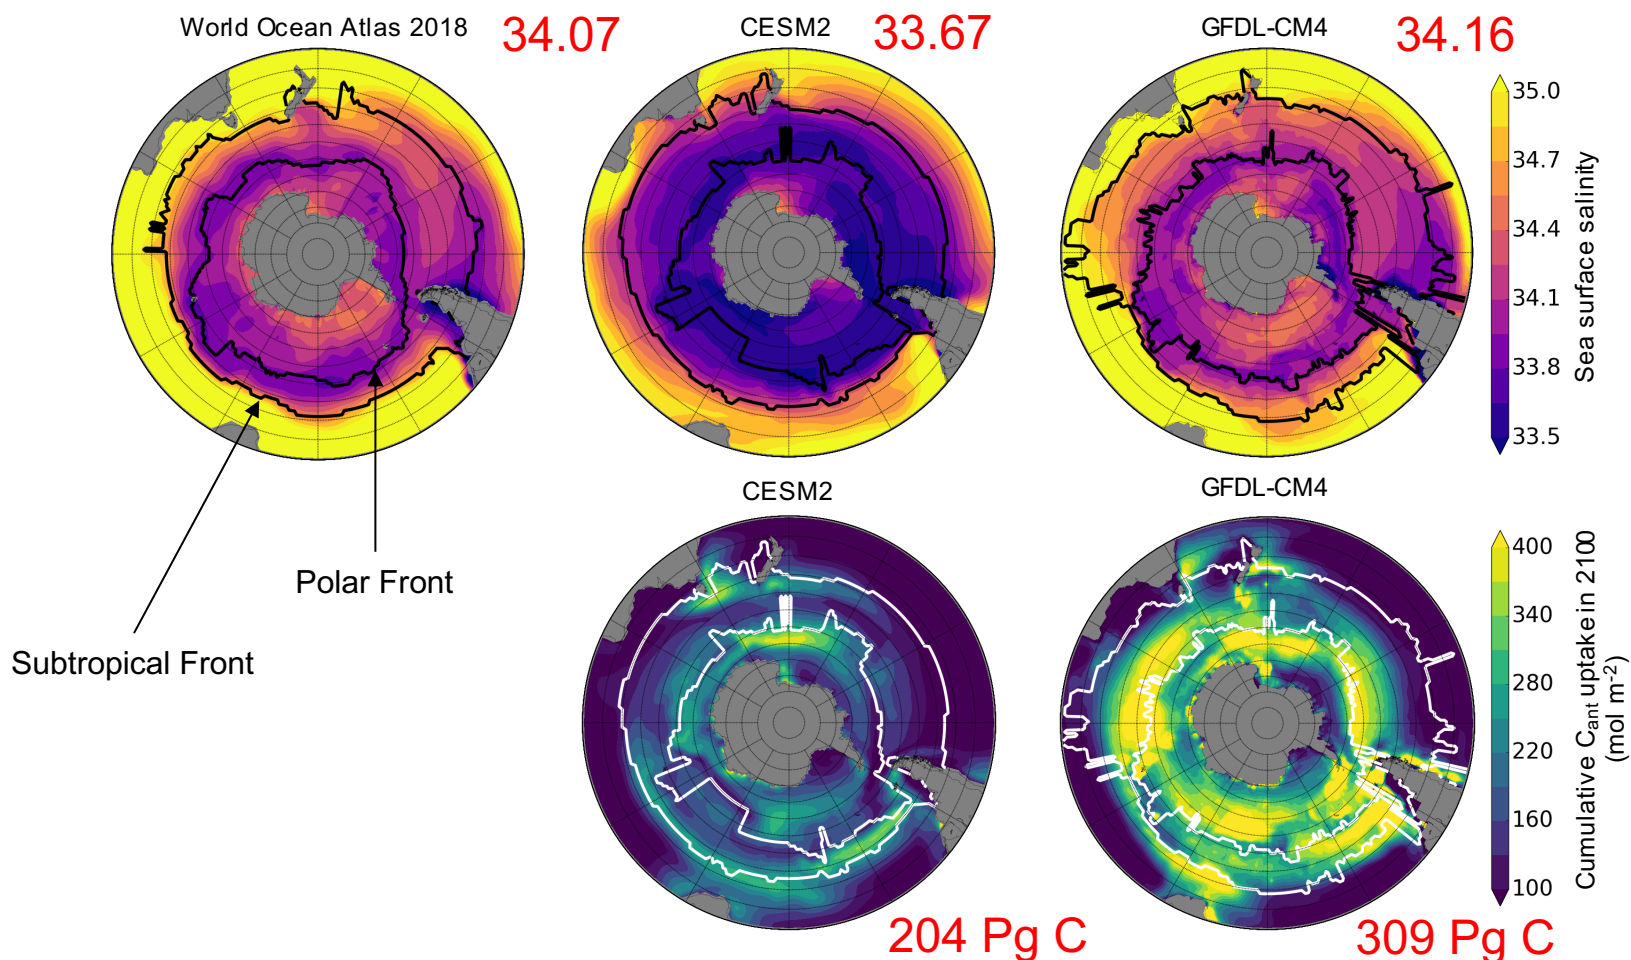 World Ocean Atlas 2018
34.07
CESM2
33.67
GFDL-CM4
34.16
35.0
34.7
34.4
34.1
33.8
33.5
Sea surface salinity
Polar Front
Subtropical Front
CESM2
GFDL-CM4
400
340
280
220
160
100
Cumulative Cant uptake in 2100
(mol m-2)
204 Pg C
309 Pg C